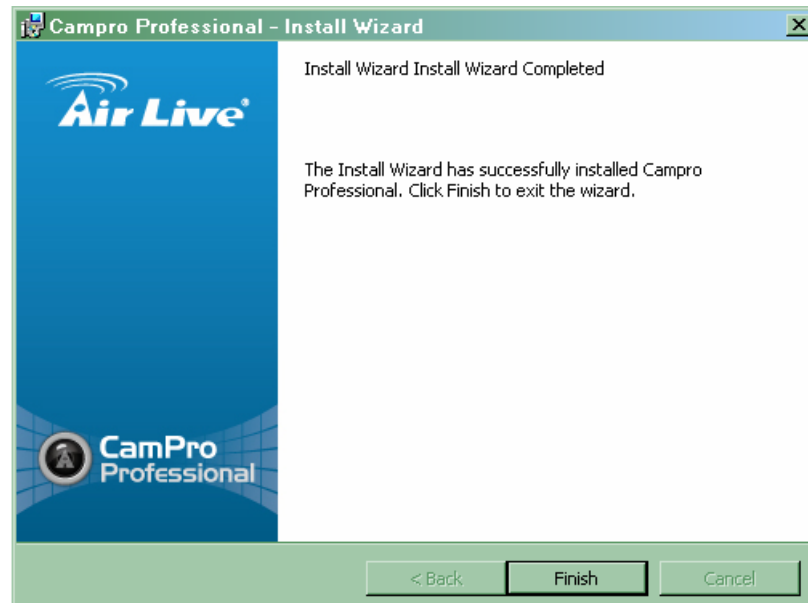 Campro Professional - Install Wizard
Air Live®
Install Wizard Install Wizard Completed
The Install Wizard has successfully installed Campro
Professional. Click Finish to exit the wizard.
CamPro
Professional
< Back
Finish
Cancel